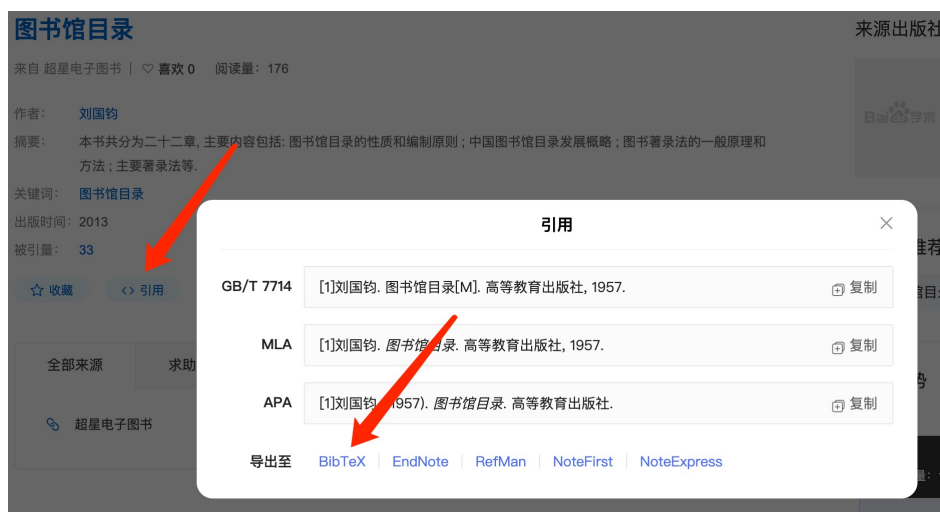 图书馆目录
来自 超星电子图书 | ♡ 喜欢 0 阅读量: 176
来源出版社
Bai 学术
作者: 刘国钧
摘要: 本书共分为二十二章, 主要内容包括: 图书馆目录的性质和编制原则 ; 中国图书馆目录发展概略 ; 图书著录法的一般原理和
方法 ; 主要著录法等.
关键词: 图书馆目录
出版时间: 2013
被引量: 33
☆ 收藏 <> 引用
全部来源 求助
超星电子图书
引用 ×
GB/T 7714 [1]刘国钧. 图书馆目录[M]. 高等教育出版社, 1957. 复制
MLA [1]刘国钧. 图书馆目录. 高等教育出版社, 1957. 复制
APA [1]刘国钧. 1957). 图书馆目录. 高等教育出版社. 复制
导出至 BibTeX | EndNote | RefMan | NoteFirst | NoteExpress